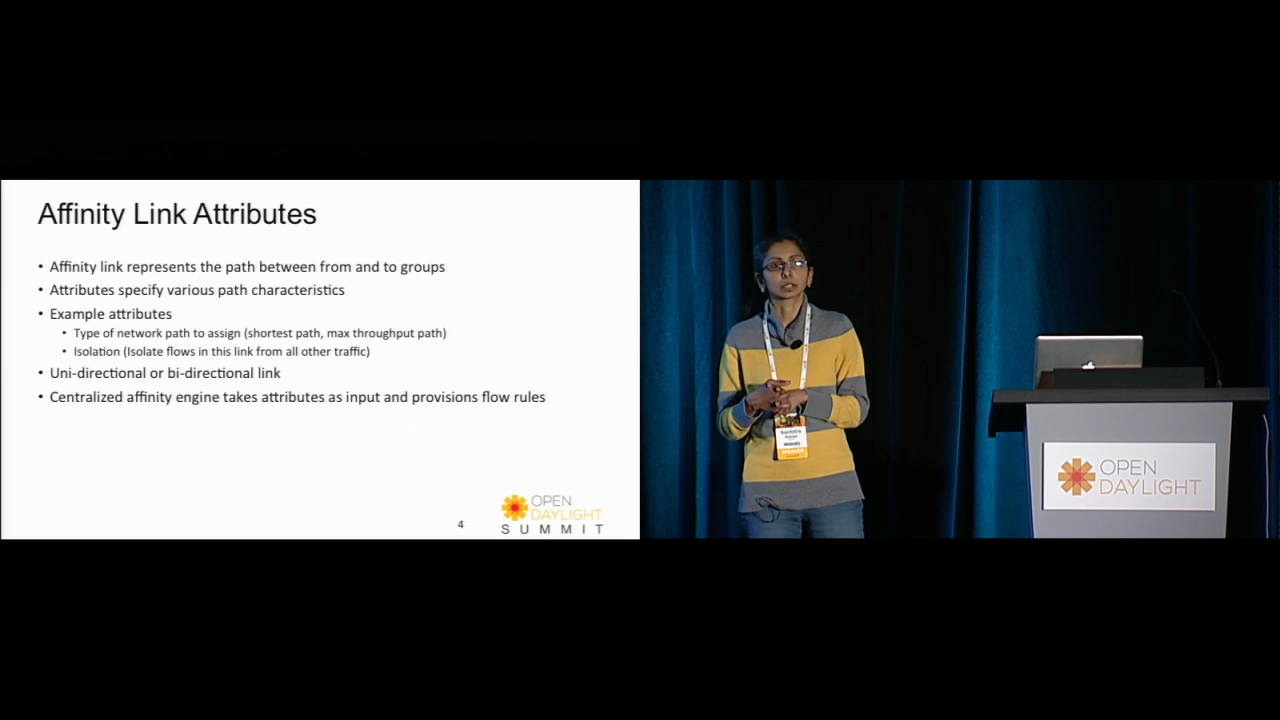 Affinity Link Attributes
• Affinity link represents the path between from and to groups
• Attributes specify various path characteristics
• Example attributes
• Type of network path to assign (shortest path, max throughput path)
• Isolation (Isolate flows in this link from all other traffic)
• Uni-directional or bi-directional link
• Centralized affinity engine takes attributes as input and provisions flow rules
4
OPEN
DAYLIGHT
SUMMIT
SPEAKER
OPEN
DAYLIGHT